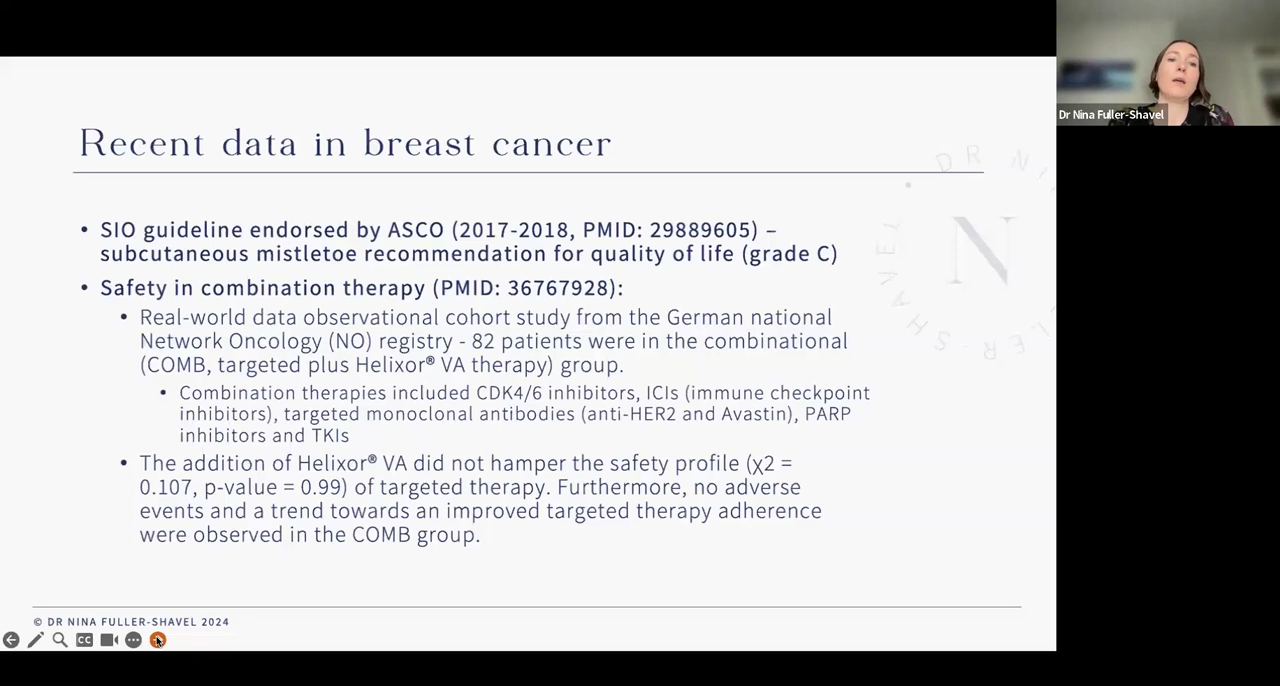 Recent data in breast cancer
• SIO guideline endorsed by ASCO (2017-2018, PMID: 29889605) –
subcutaneous mistletoe recommendation for quality of life (grade C)
• Safety in combination therapy (PMID: 36767928):
• Real-world data observational cohort study from the German national
Network Oncology (NO) registry - 82 patients were in the combinational
(COMB, targeted plus Helixor® VA therapy) group.
• Combination therapies included CDK4/6 inhibitors, ICIs (immune checkpoint
inhibitors), targeted monoclonal antibodies (anti-HER2 and Avastin), PARP
inhibitors and TKIs
• The addition of Helixor® VA did not hamper the safety profile (χ2 =
0.107, p-value = 0.99) of targeted therapy. Furthermore, no adverse
events and a trend towards an improved targeted therapy adherence
were observed in the COMB group.
© DR NINA FULLER-SHAVEL 2024
CC
Dr Nina Fuller-Shavel
DR NI
N
LER-SHAVEL